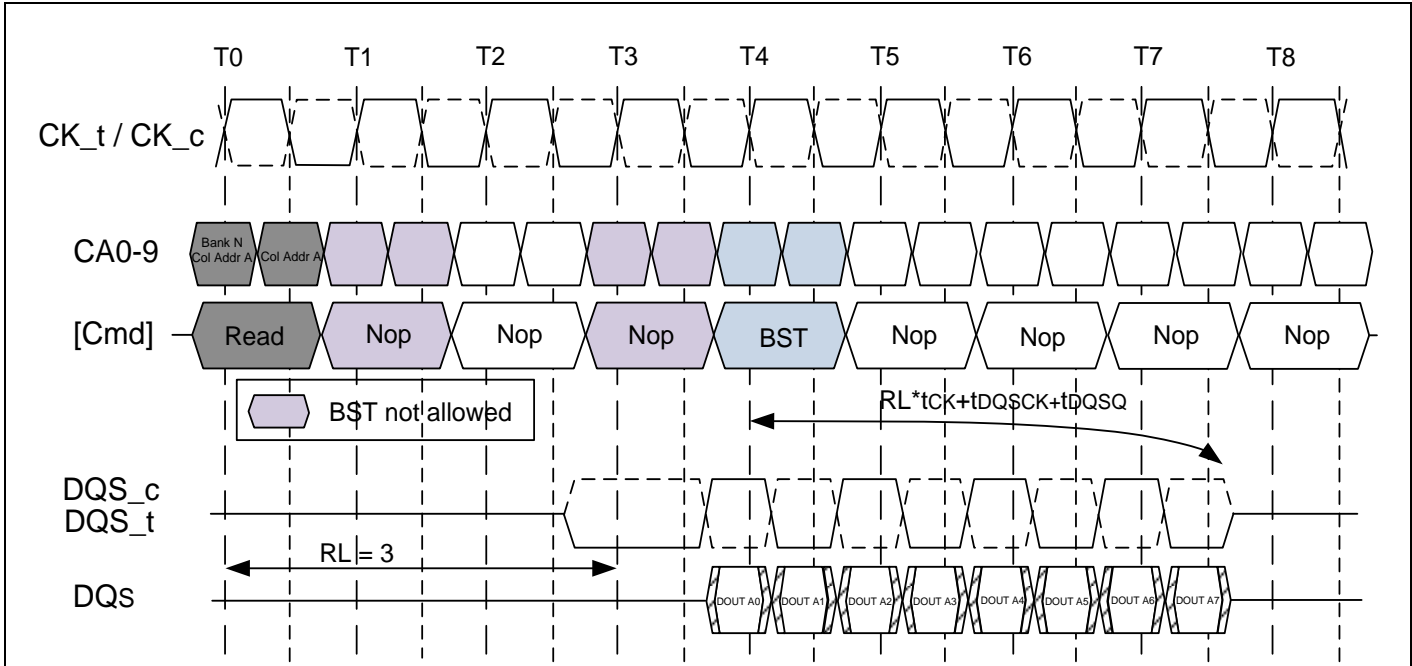 T0 T1 T2 T3 T4 T5 T6 T7 T8
CK_t / CK_c
CA0-9
Bank N
Col Addr A
Col Addr A
[Cmd]
Read Nop Nop Nop BST Nop Nop Nop Nop
BST not allowed
RL*tCK+tDQSCK+tDQSQ
DQS_c
DQS_t
RL = 3
DQs
DOUT A0 DOUT A1 DOUT A2 DOUT A3 DOUT A4 DOUT A5 DOUT A6 DOUT A7